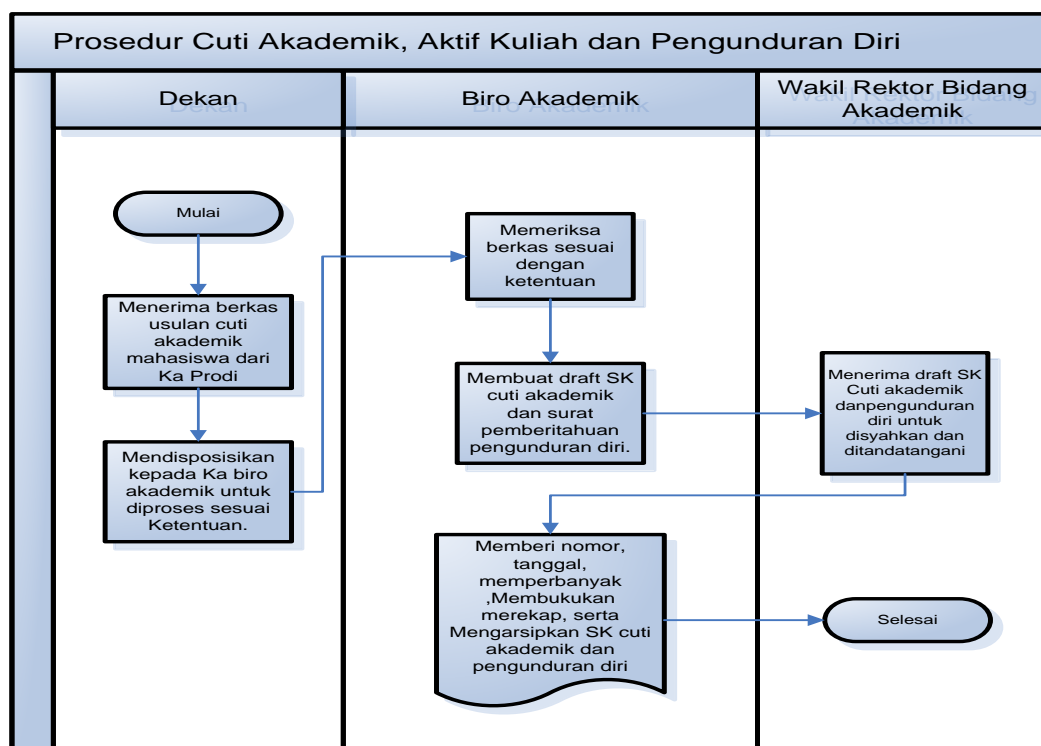 Prosedur Cuti Akademik, Aktif Kuliah dan Pengunduran Diri
Dekan
Biro Akademik
Wakil Rektor Bidang
Akademik
Mulai
Menerima berkas
usulan cuti
akademik
mahasiswa dari
Ka Prodi
Mendisposisikan
kepada Ka biro
akademik untuk
diproses sesuai
Ketentuan.
Memeriksa
berkas sesuai
dengan
ketentuan
Membuat draft SK
cuti akademik
dan surat
pemberitahuan
pengunduran diri.
Menerima draft SK
Cuti akademik
danpengunduran
diri untuk
disyahkan dan
ditandatangani
Memberi nomor,
tanggal,
memperbanyak
,Membukukan
merekap, serta
Mengarsipkan SK cuti
akademik dan
pengunduran diri
Selesai